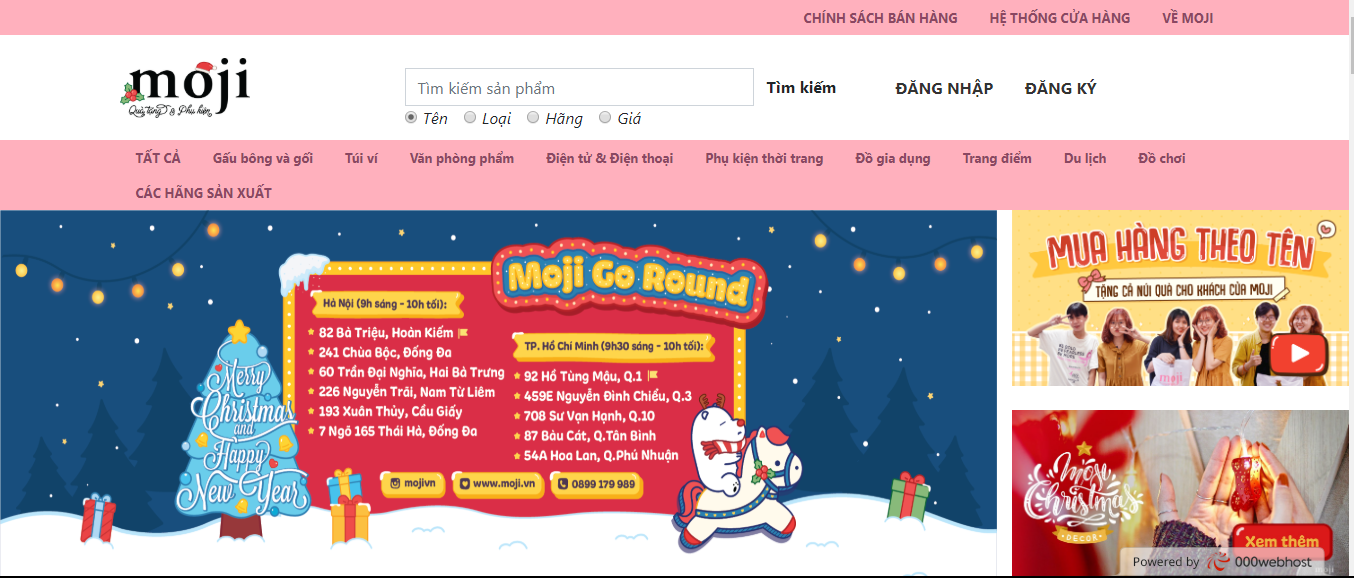 CHÍNH SÁCH BÁN HÀNG HỆ THỐNG CỬA HÀNG VỀ MOJI
moji
Quà tặng & Phụ kiện
Tìm kiếm sản phẩm Tìm kiếm ĐĂNG NHẬP ĐĂNG KÝ
Tên Loại Hãng Giá
TẤT CẢ Gấu bông và gối Túi ví Văn phòng phẩm Điện tử & Điện thoại Phụ kiện thời trang Đồ gia dụng Trang điểm Du lịch Đồ chơi
CÁC HÃNG SẢN XUẤT
Moji Go Round
Hà Nội (9h sáng - 10h tối):
82 Bà Triệu, Hoàn Kiếm
241 Chùa Bộc, Đống Đa
60 Trần Đại Nghĩa, Hai Bà Trưng
226 Nguyễn Trãi, Nam Từ Liêm
193 Xuân Thủy, Cầu Giấy
7 Ngõ 165 Thái Hà, Đống Đa
TP. Hồ Chí Minh (9h30 sáng - 10h tối):
92 Hồ Tùng Mậu, Q.1
459E Nguyễn Đình Chiểu, Q.3
708 Sư Vạn Hạnh, Q.10
87 Bàu Cát, Q.Tân Bình
54A Hoa Lan, Q.Phú Nhuận
mojivn www.moji.vn 0899 179 989
Merry
Christmas
and
Happy
New Year
MUA HÀNG THEO TÊN
TẶNG CẢ NÚI QUÀ CHO KHÁCH CỦA MOJI
moji
Moji
Christmas
DECOR
Xem thêm
Powered by 000webhost